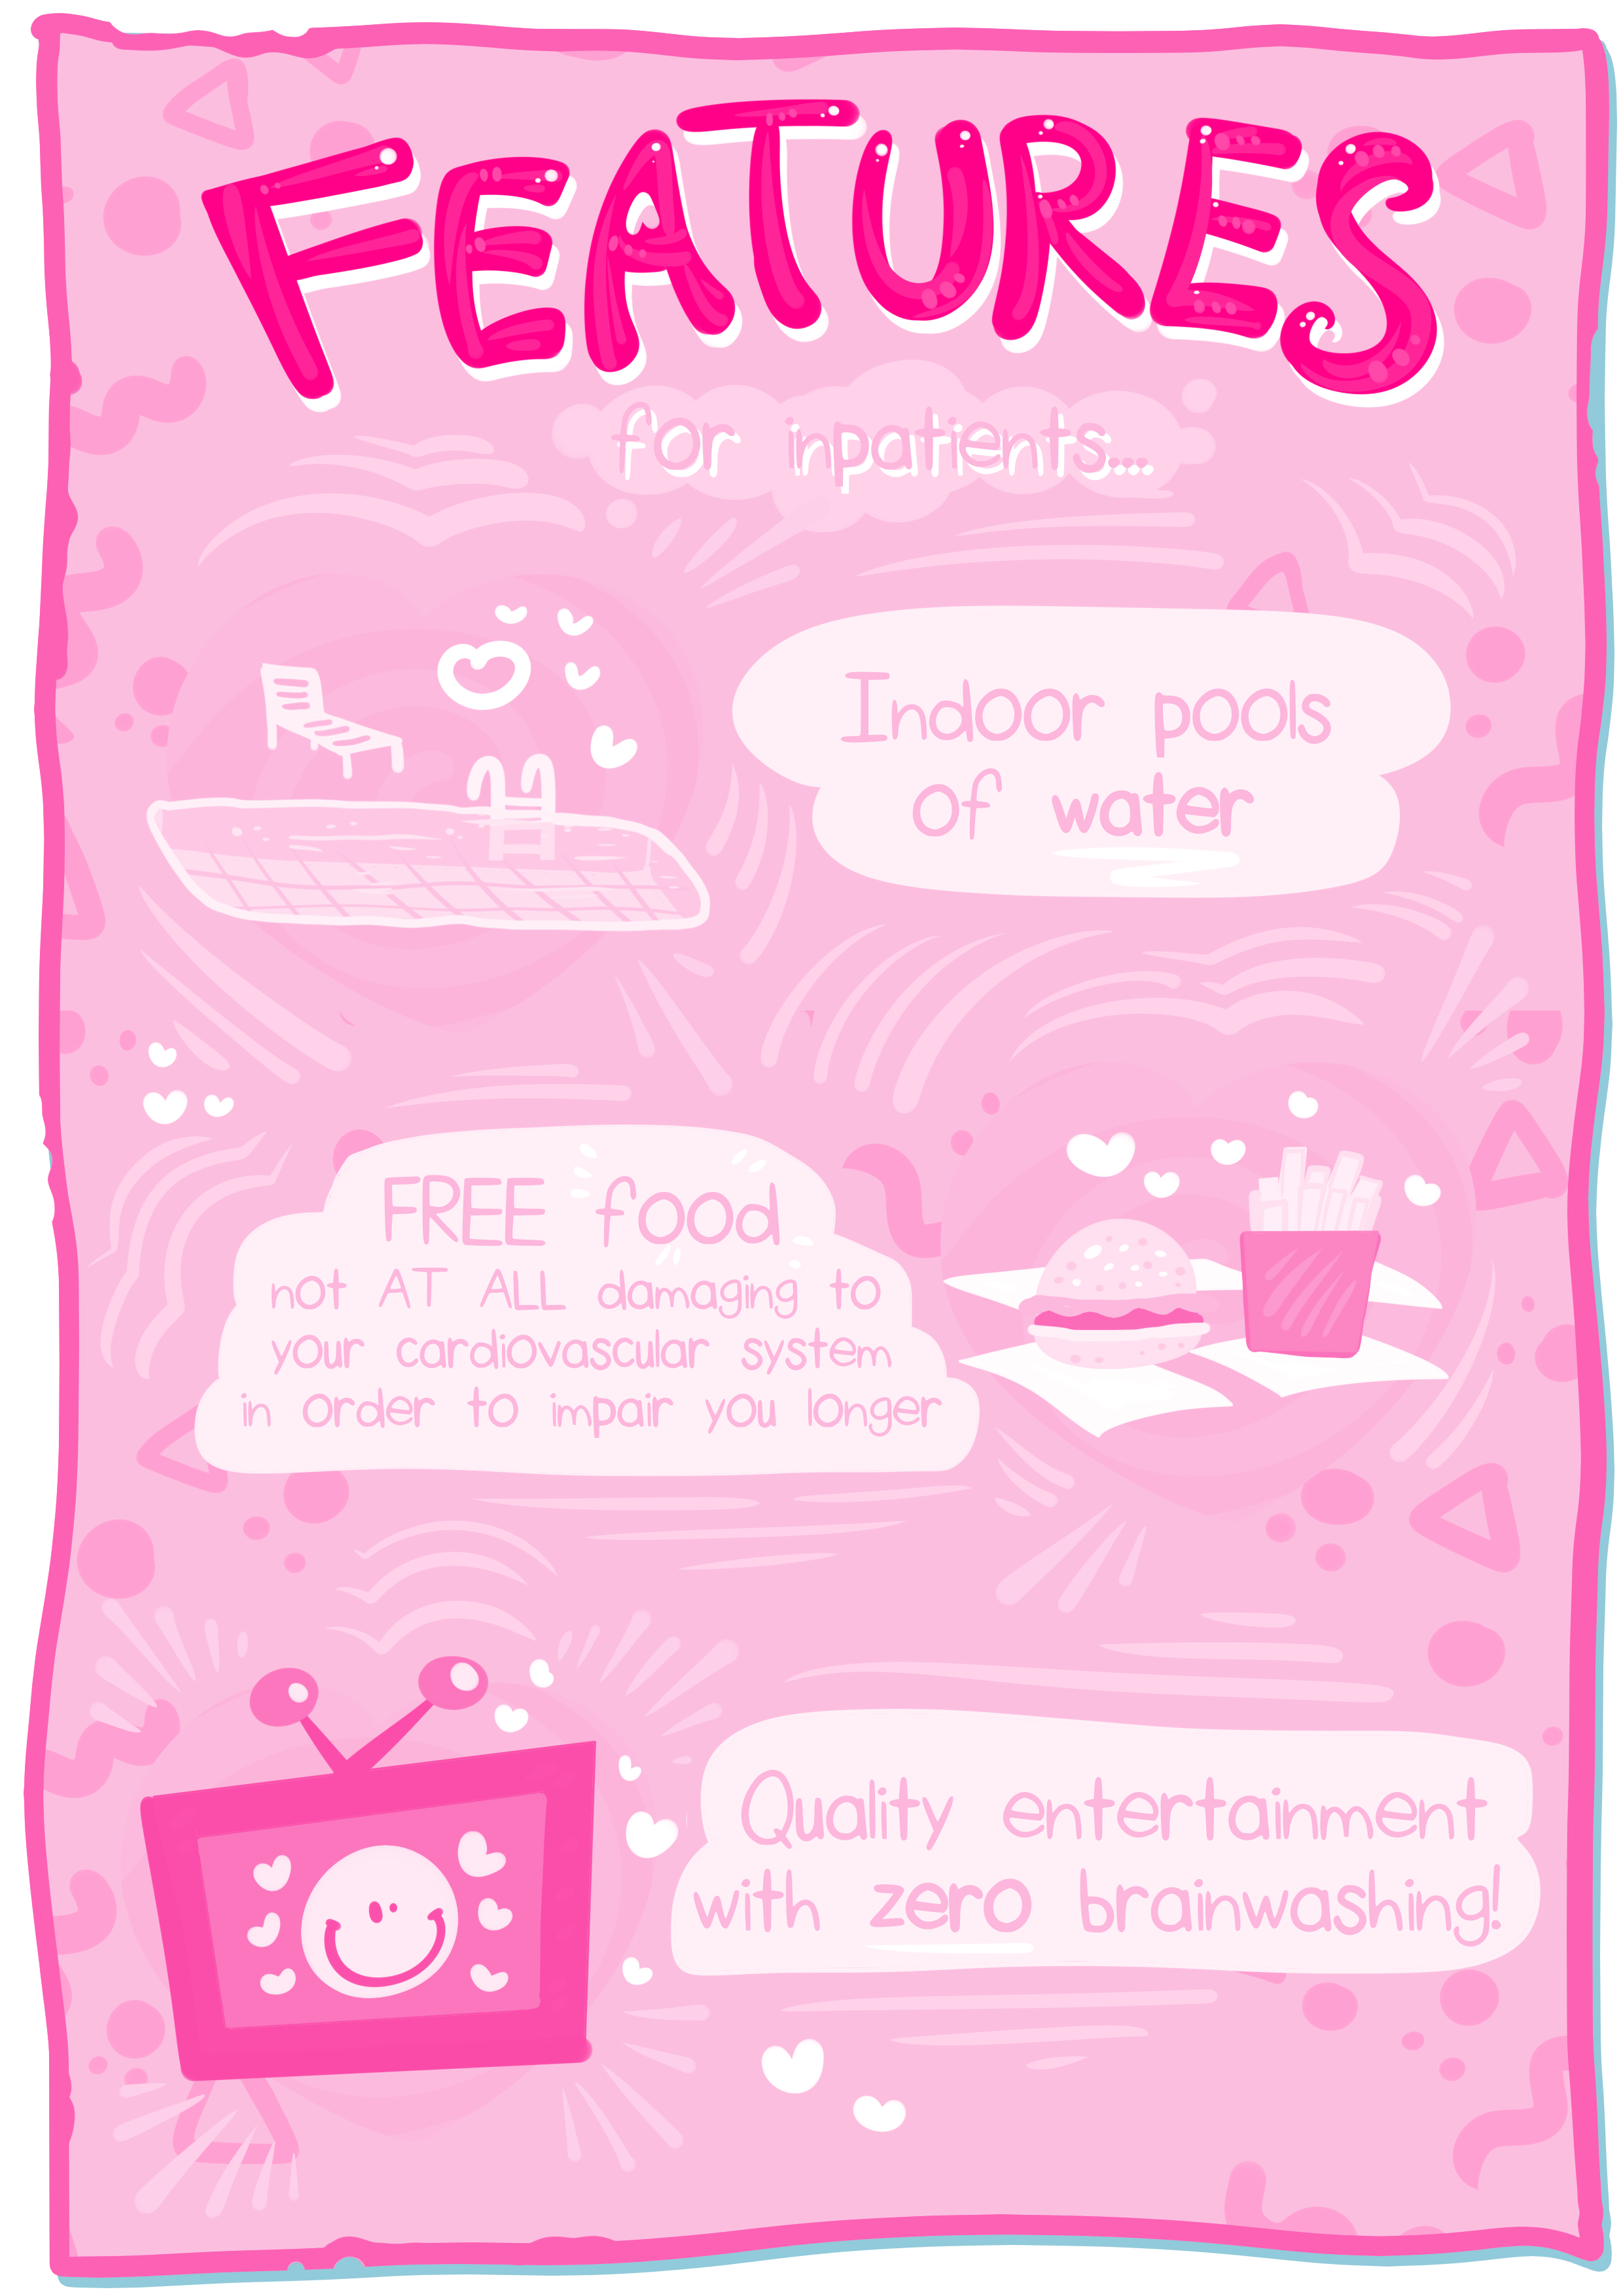 FEATURES
for inpatients...
Indoor pools
of water
FREE food
not AT ALL damaging to
your cardiovascular system
in order to impair you longer
Quality entertainment
with zero brainwashing!